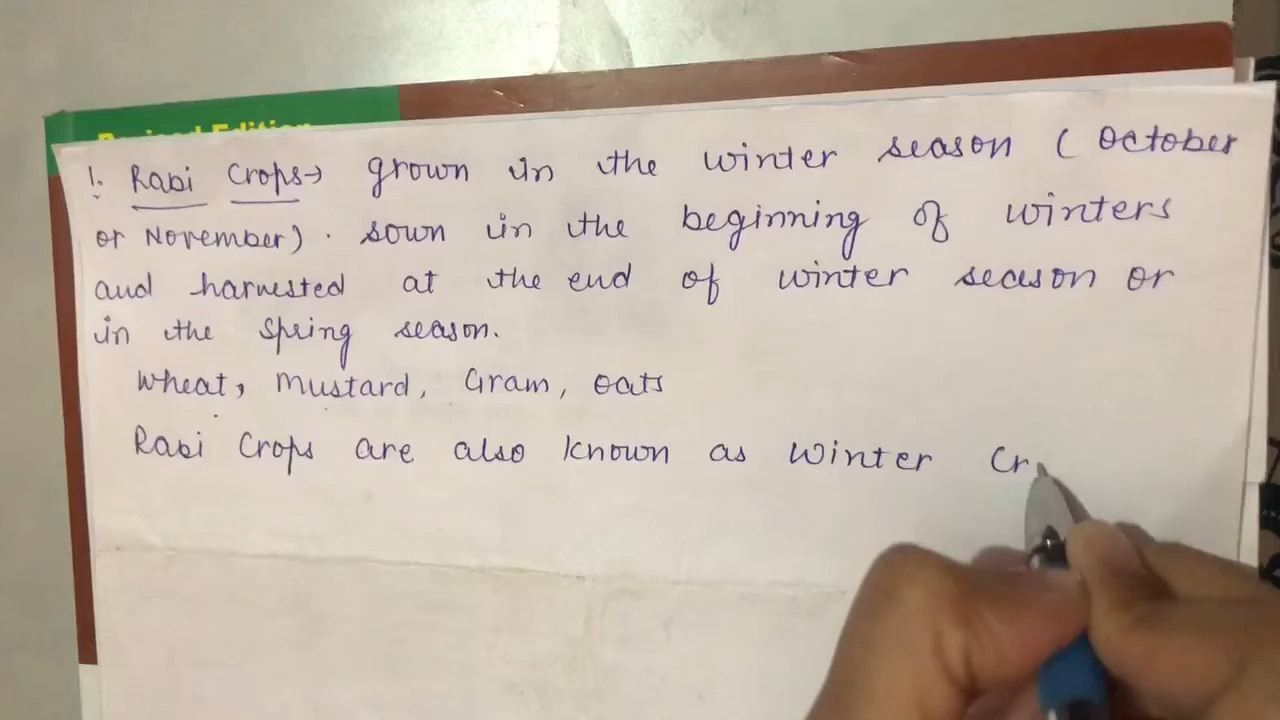 Revised Edition
1. Rabi Crops→ grown in the winter season ( October
or November) . sown in the beginning of winters
and harvested at the end of winter season or
in the spring season.
Wheat, Mustard, Gram, Oats
Rabi Crops are also known as Winter Cr